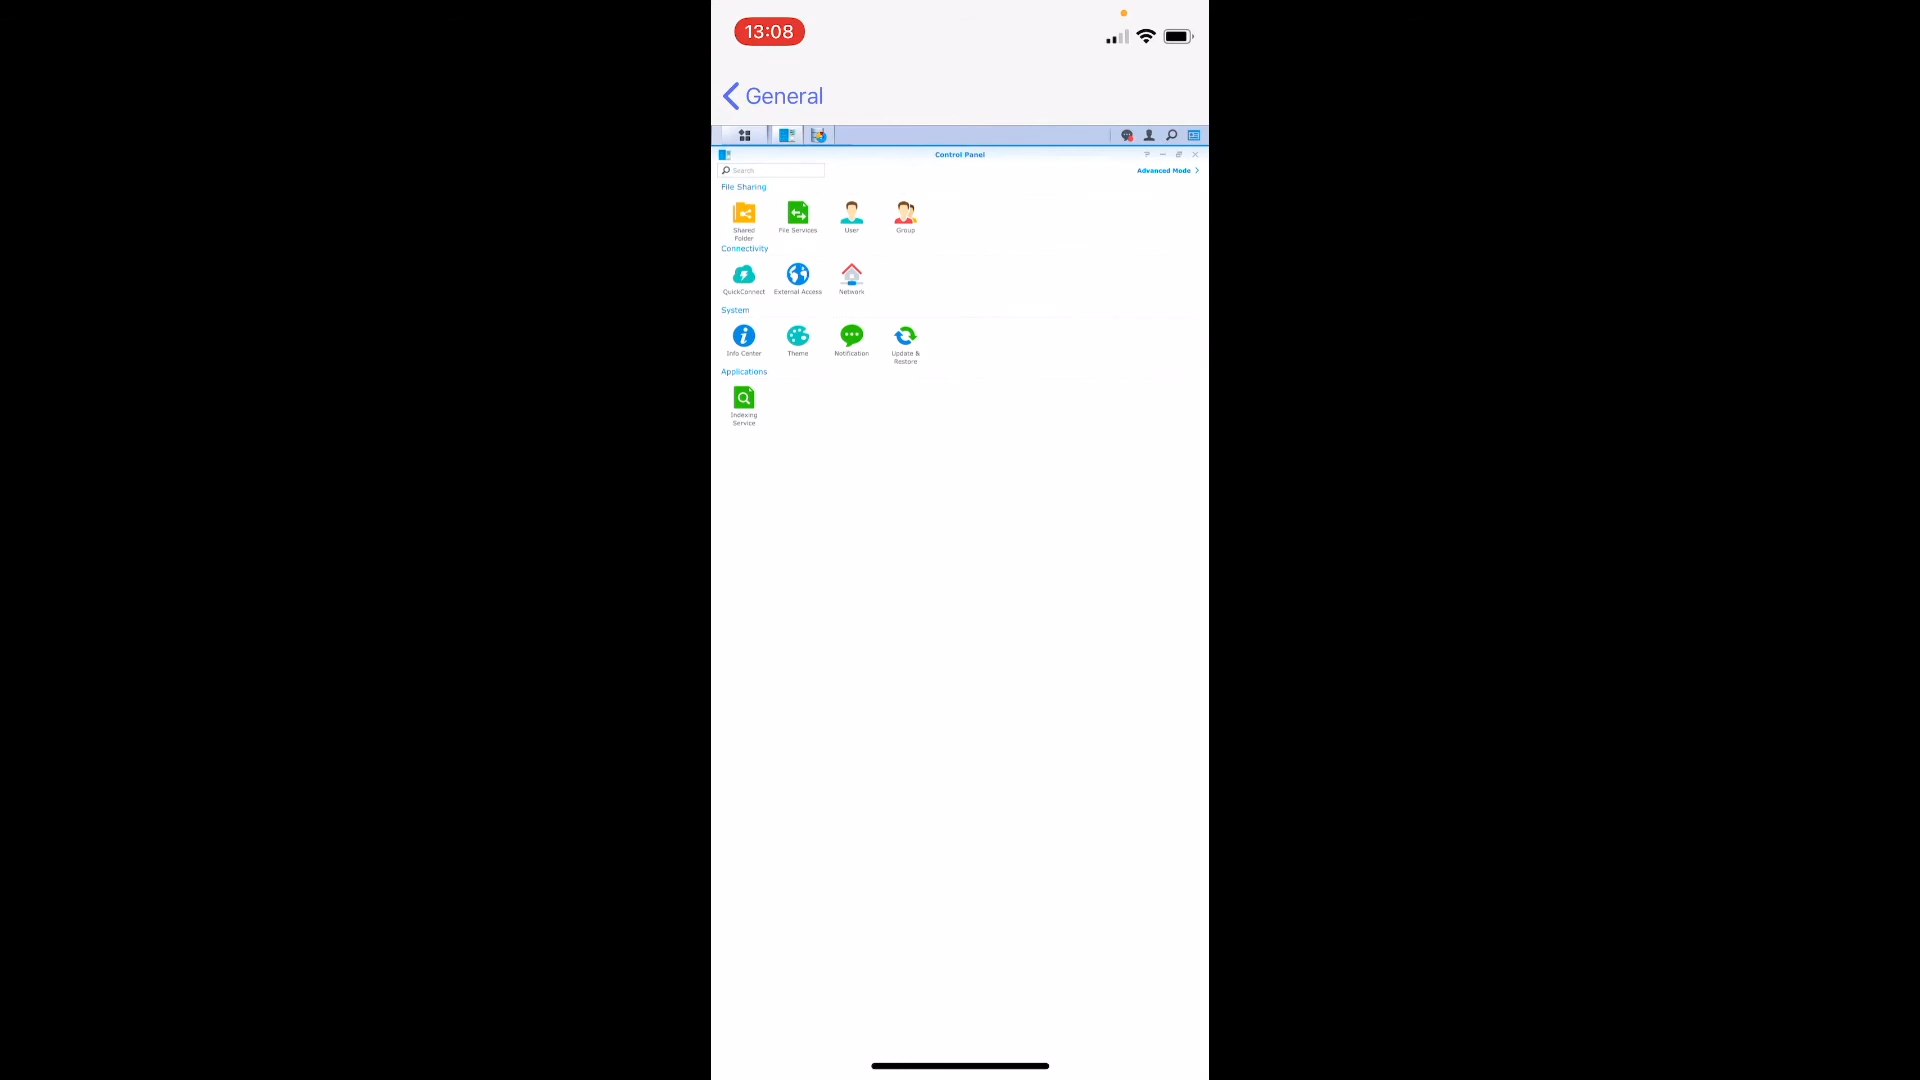 13:08
General
Control Panel
Search
Advanced Mode
File Sharing
Shared
Folder
File Services
User
Group
Connectivity
QuickConnect
External Access
Network
System
Info Center
Theme
Notification
Update &
Restore
Applications
Indexing
Service